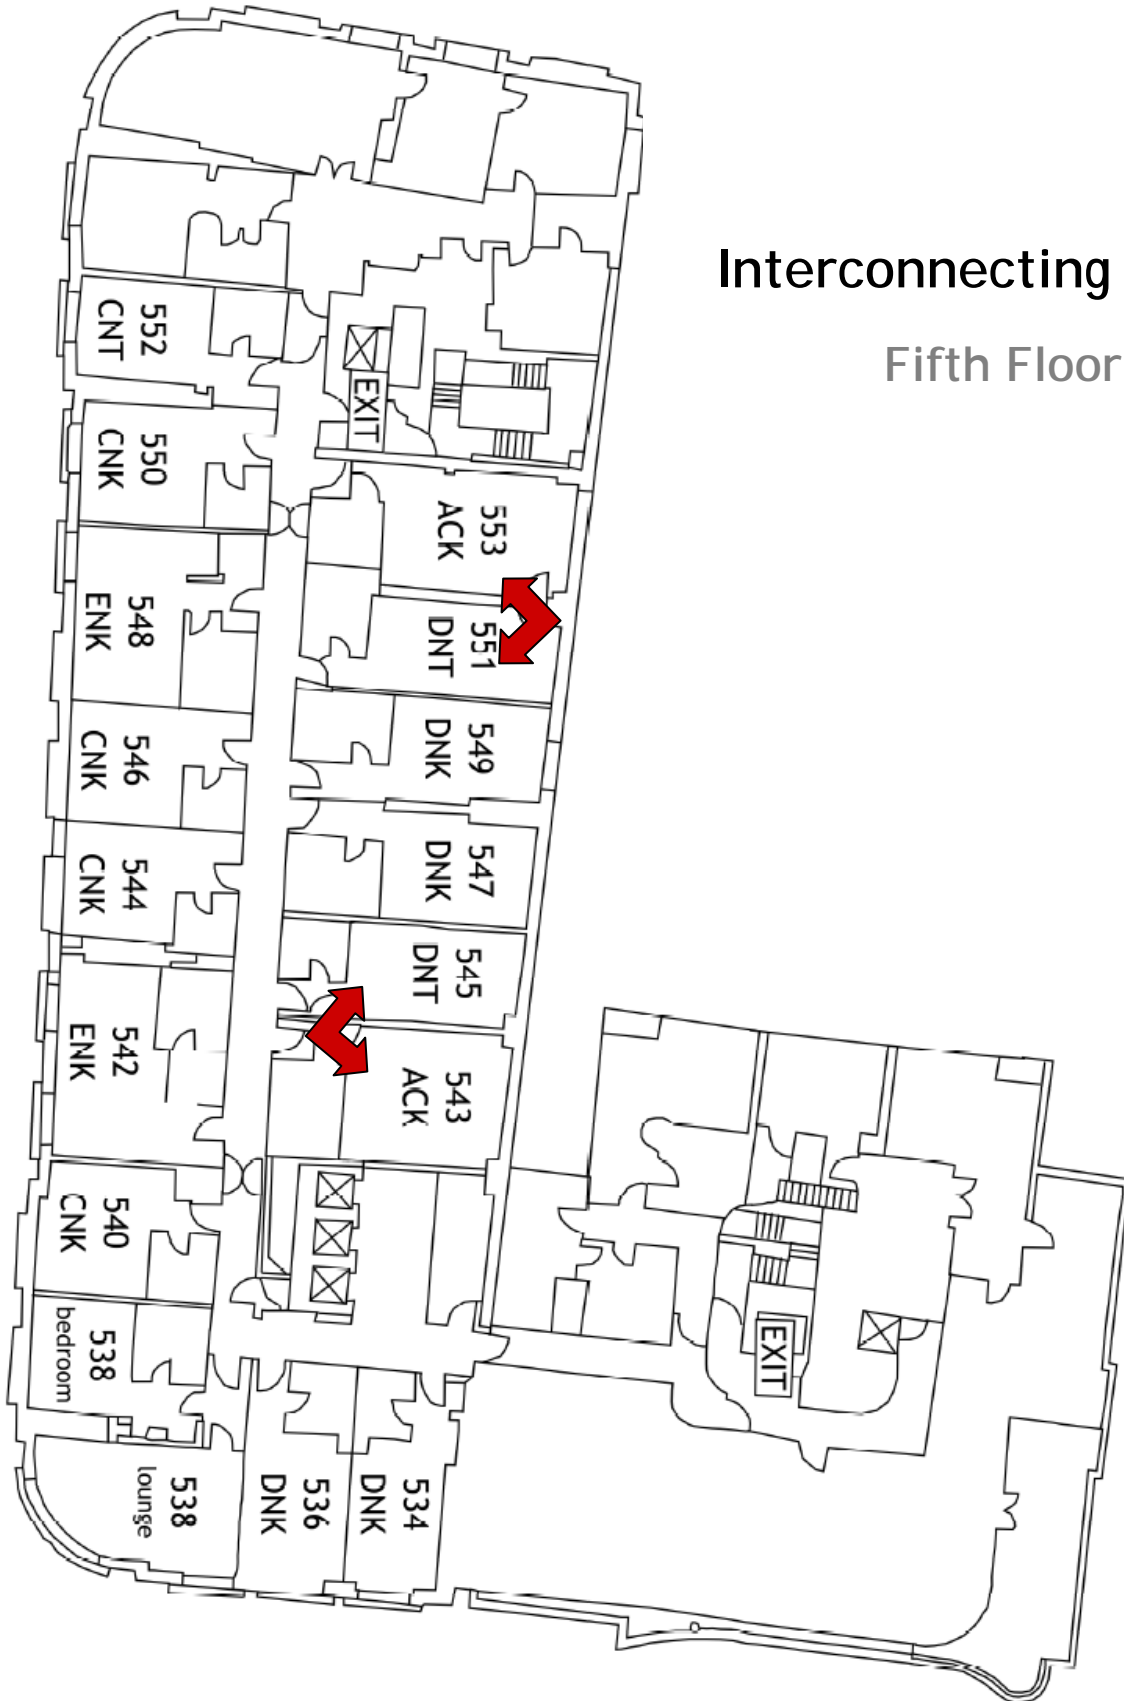 Interconnecting
Fifth Floor
552
CNT
EXIT
550
CNK
553
ACK
548
ENK
551
DNT
546
CNK
549
DNK
544
CNK
547
DNK
545
DNT
542
ENK
543
ACK
540
CNK
538
bedroom
EXIT
538
lounge
536
DNK
534
DNK